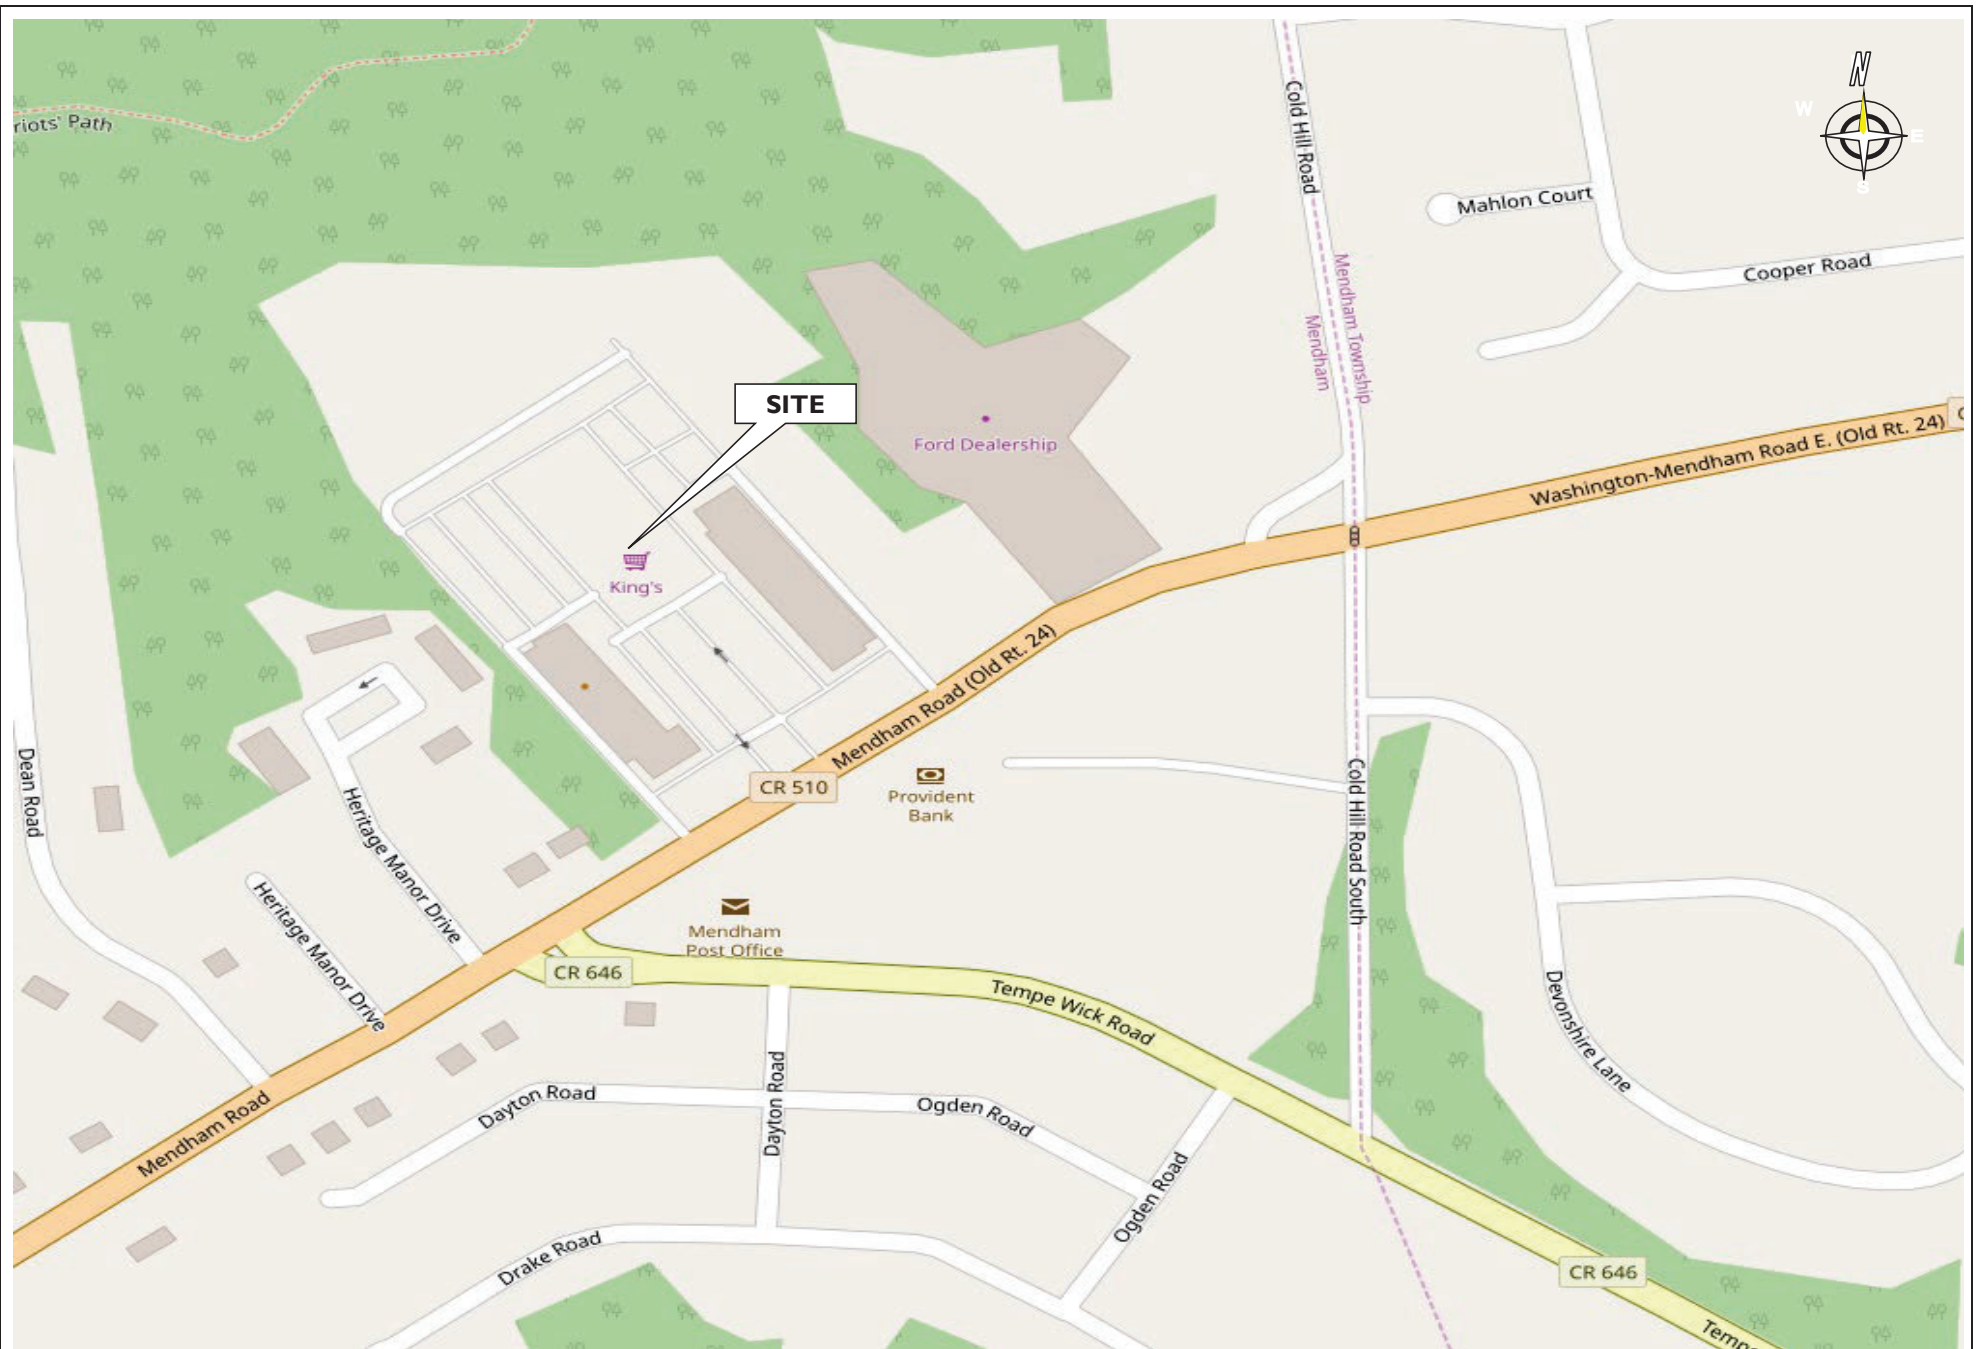 N
W
E
S
riots' Path
Cold Hill Road
Mahlon Court
Cooper Road
Mendham Township
Mendham
SITE
Ford Dealership
Washington-Mendham Road E. (Old Rt. 24)
King's
Mendham Road (Old Rt. 24)
CR 510
Provident
Bank
Dean Road
Heritage Manor Drive
Heritage Manor Drive
Cold Hill Road South
Mendham
Post Office
CR 646
Tempe Wick Road
Devonshire Lane
Mendham Road
Dayton Road
Dayton Road
Ogden Road
Ogden Road
Drake Road
CR 646
Tempe